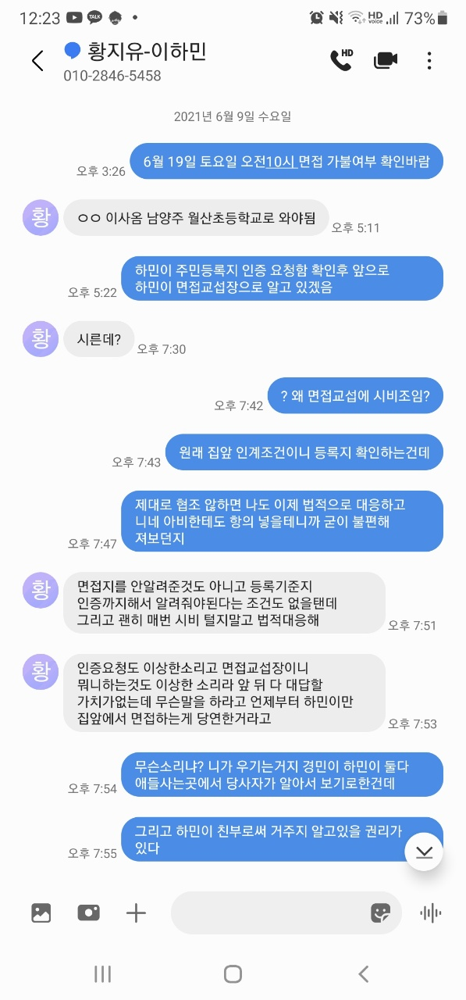 12:23
TALK
HD voice
73%
황지유-이하민
010-2846-5458
HD
2021년 6월 9일 수요일
6월 19일 토요일 오전10시 면접 가불여부 확인바람
오후 3:26
황
ㅇㅇ 이사옴 남양주 월산초등학교로 와야됨
오후 5:11
하민이 주민등록지 인증 요청함 확인후 앞으로
하민이 면접교섭장으로 알고 있겠음
오후 5:22
황
시른데?
오후 7:30
? 왜 면접교섭에 시비조임?
오후 7:42
원래 집앞 인계조건이니 등록지 확인하는건데
오후 7:43
제대로 협조 않하면 나도 이제 법적으로 대응하고
니네 아비한테도 항의 넣을테니까 굳이 불편해
져보던지
오후 7:47
황
면접지를 안알려준것도 아니고 등록기준지
인증까지해서 알려줘야된다는 조건도 없을탠데
그리고 괜히 매번 시비 털지말고 법적대응해
오후 7:51
황
인증요청도 이상한소리고 면접교섭장이니
뭐니하는것도 이상한 소리라 앞 뒤 다 대답할
가치가없는데 무슨말을 하라고 언제부터 하민이만
집앞에서 면접하는게 당연한거라고
오후 7:53
무슨소리냐? 니가 우기는거지 경민이 하민이 둘다
애들사는곳에서 당사자가 알아서 보기로한건데
오후 7:54
그리고 하민이 친부로써 거주지 알고있을 권리가
있다
오후 7:55